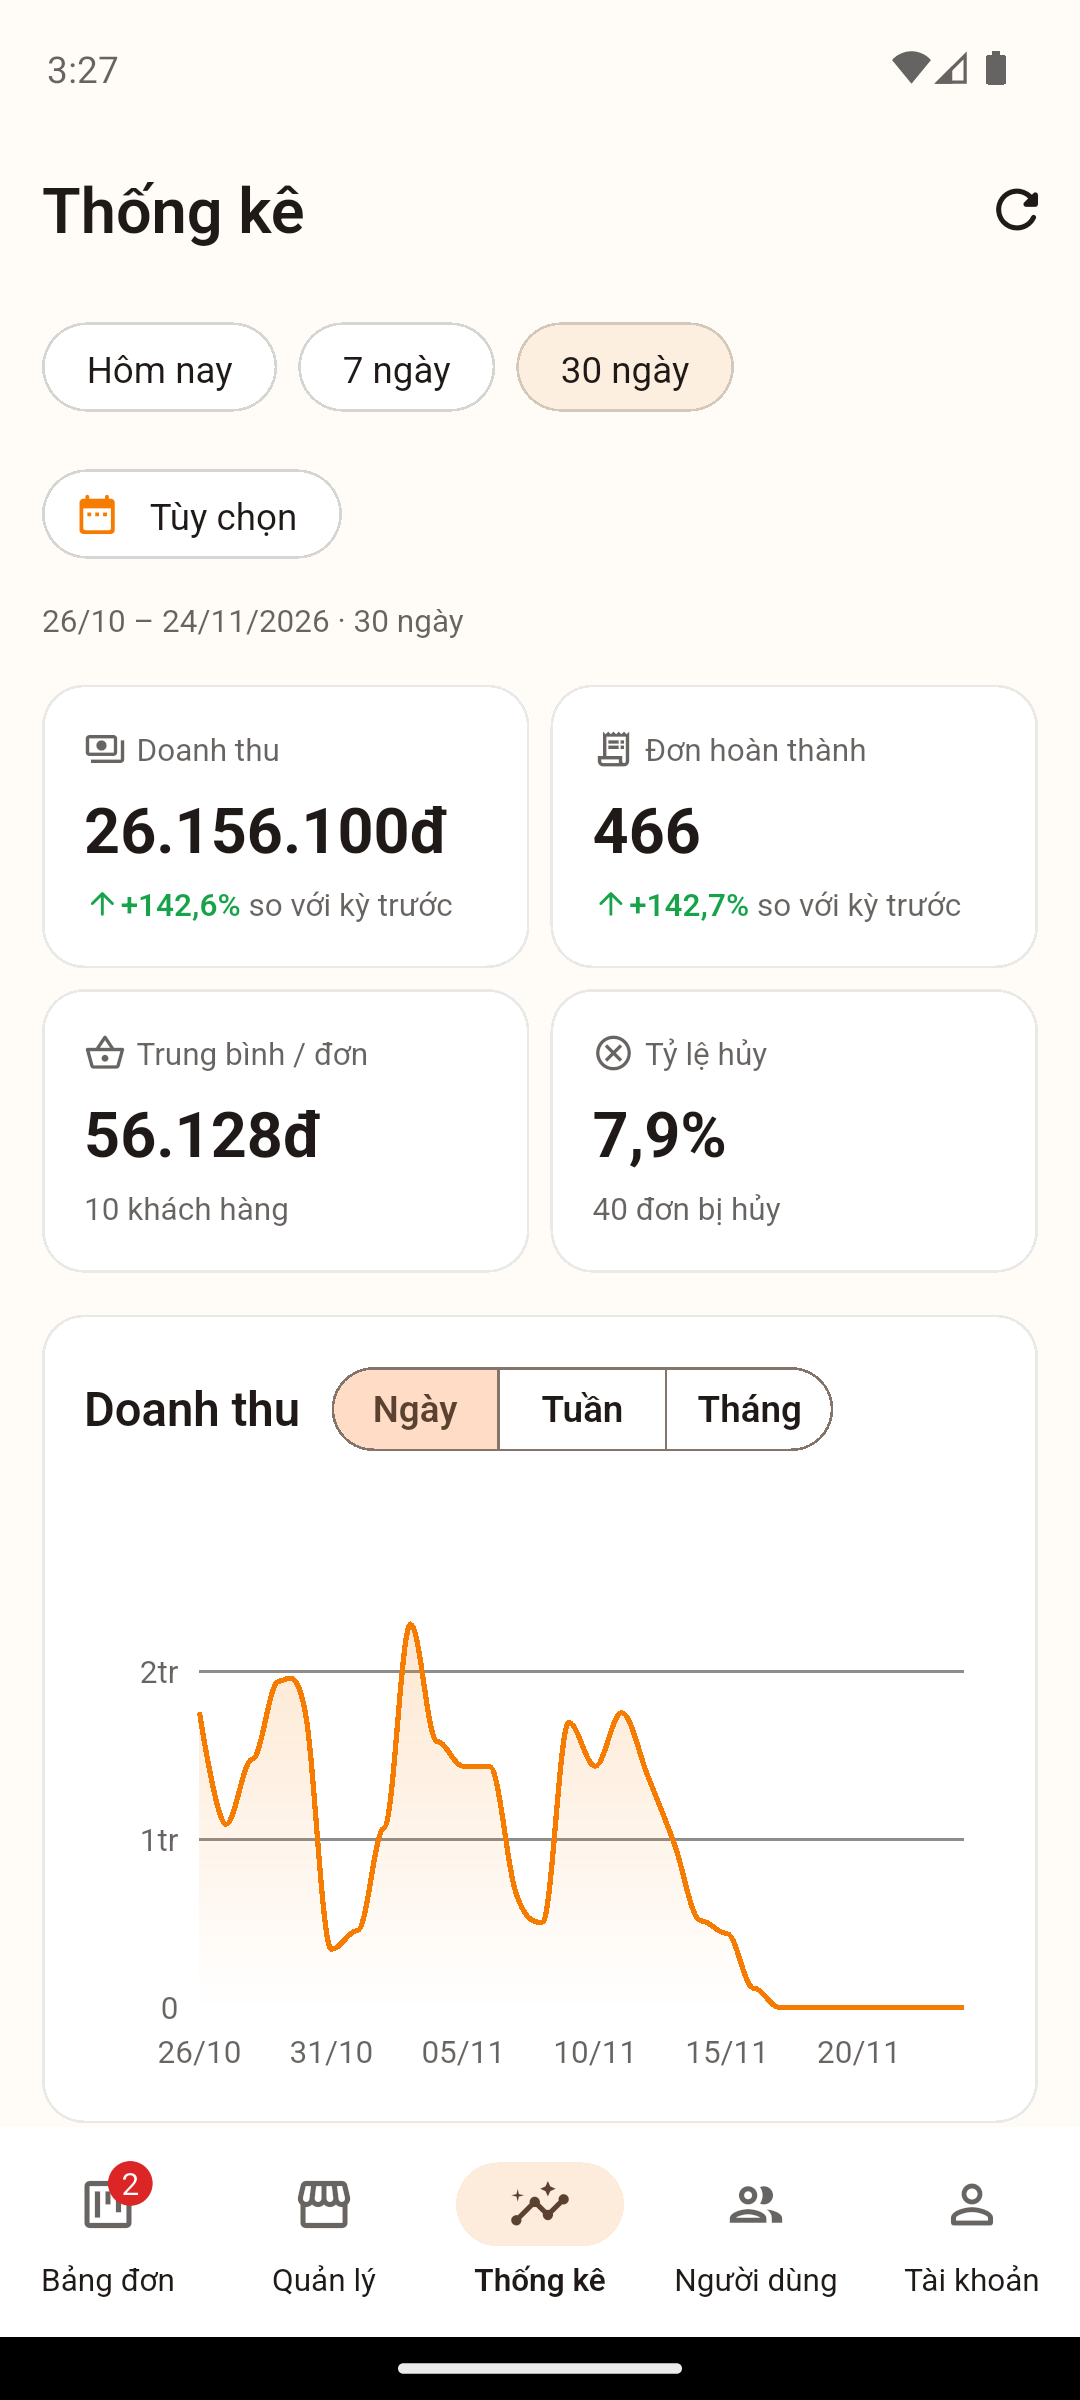 3:27
Thống kê
Hôm nay
7 ngày
30 ngày
Tùy chọn
26/10 – 24/11/2026 · 30 ngày
Doanh thu
26.156.100đ
+142,6% so với kỳ trước
Đơn hoàn thành
466
+142,7% so với kỳ trước
Trung bình / đơn
56.128đ
10 khách hàng
Tỷ lệ hủy
7,9%
40 đơn bị hủy
Doanh thu
Ngày
Tuần
Tháng
2tr
1tr
0
26/10
31/10
05/11
10/11
15/11
20/11
2
Bảng đơn
Quản lý
Thống kê
Người dùng
Tài khoản